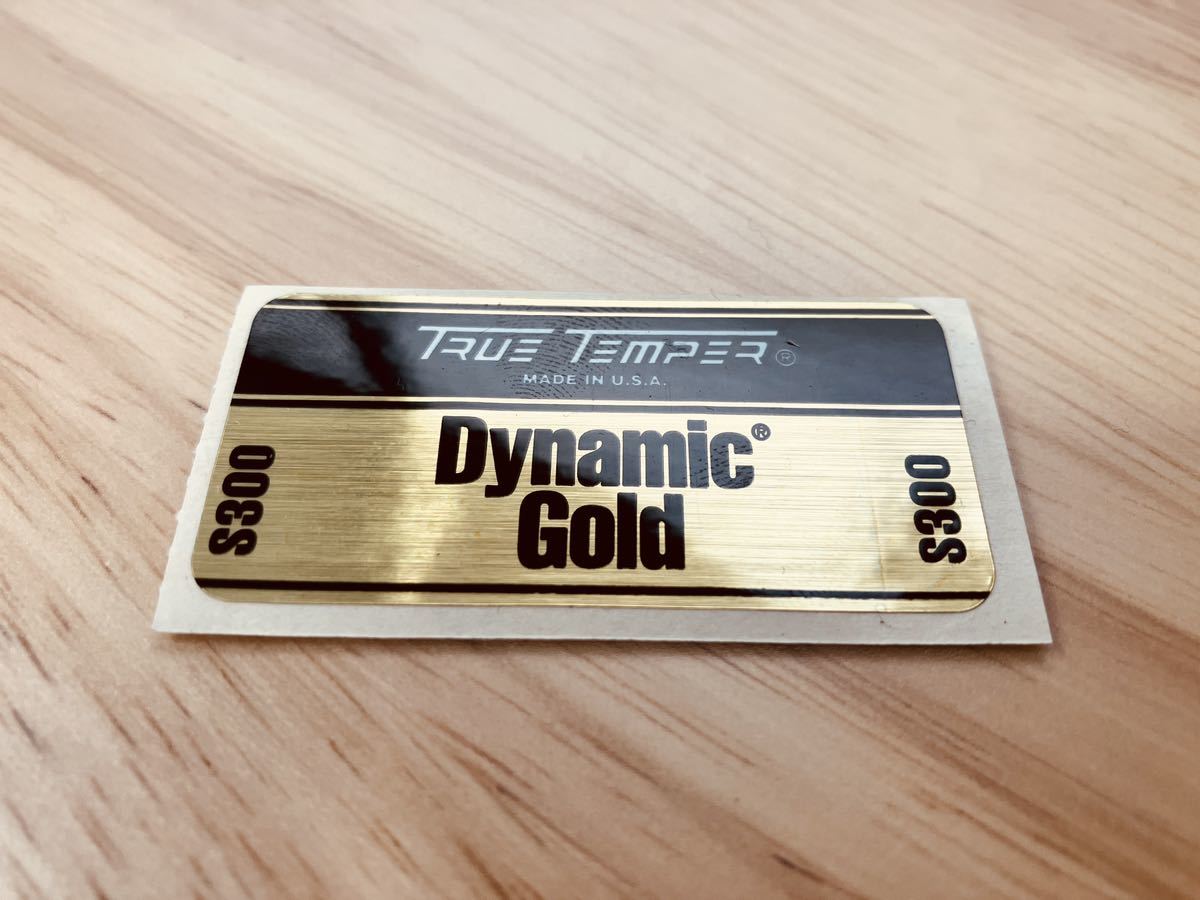 TRUE TEMPER®
MADE IN U.S.A.
Dynamic®
Gold
S300
S300